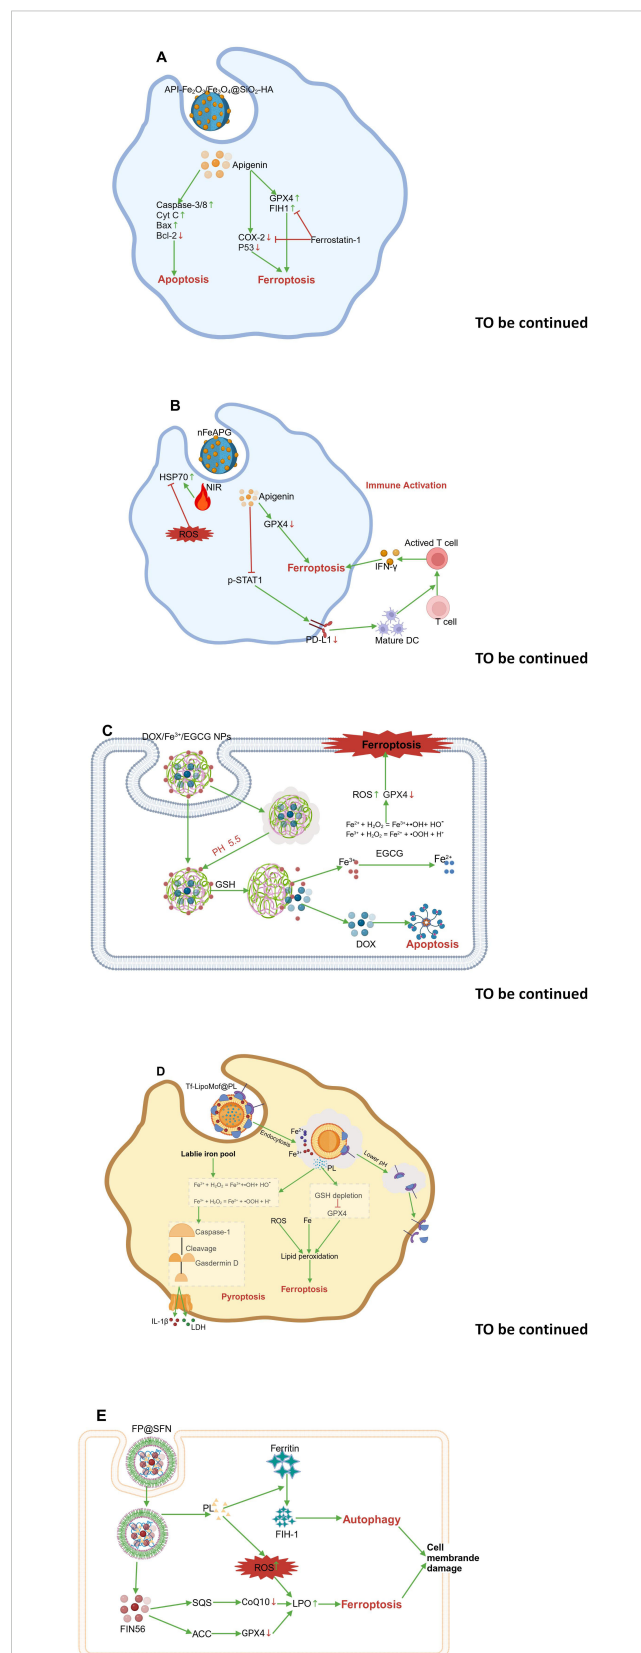 A
API-Fe₂O₃/Fe₃O₄@SiO₂-HA
Apigenin
Caspase-3/8↑
Cyt C↑
Bax↑
Bcl-2↓
GPX4↑
FIH1↑
COX-2↓
P53↓
Ferrostatin-1
Apoptosis
Ferroptosis
TO be continued
B
nFeAPG
HSP70↑
NIR
ROS
Apigenin
GPX4↓
Immune Activation
Actived T cell
Ferroptosis
IFN-γ
p-STAT1
T cell
PD-L1↓
Mature DC
TO be continued
C
DOX/Fe³⁺/EGCG NPs
Ferroptosis
ROS↑ GPX4↓
Fe²⁺ + H₂O₂ = Fe³⁺+•OH+ HO⁻
Fe³⁺ + H₂O₂ = Fe²⁺ + •OOH + H⁺
PH 5.5
GSH
Fe³⁺
EGCG
Fe²⁺
DOX
Apoptosis
TO be continued
D
Tf-LipoMof@PL
Endocytosis
Fe²⁺
Fe³⁺
PL
Lower pH
Lablie iron pool
Fe²⁺ + H₂O₂ = Fe³⁺+•OH+ HO⁻
Fe³⁺ + H₂O₂ = Fe²⁺ + •OOH + H⁺
GSH depletion
GPX4
ROS
Fe
Caspase-1
Cleavage
Gasdermin D
Lipid peroxidation
Pyroptosis
Ferroptosis
IL-1β
LDH
TO be continued
E
FP@SFN
Ferritin
PL
FIH-1
Autophagy
Cell
membrande
damage
ROS↑
FIN56
SQS
CoQ10↓
LPO↑
Ferroptosis
ACC
GPX4↓